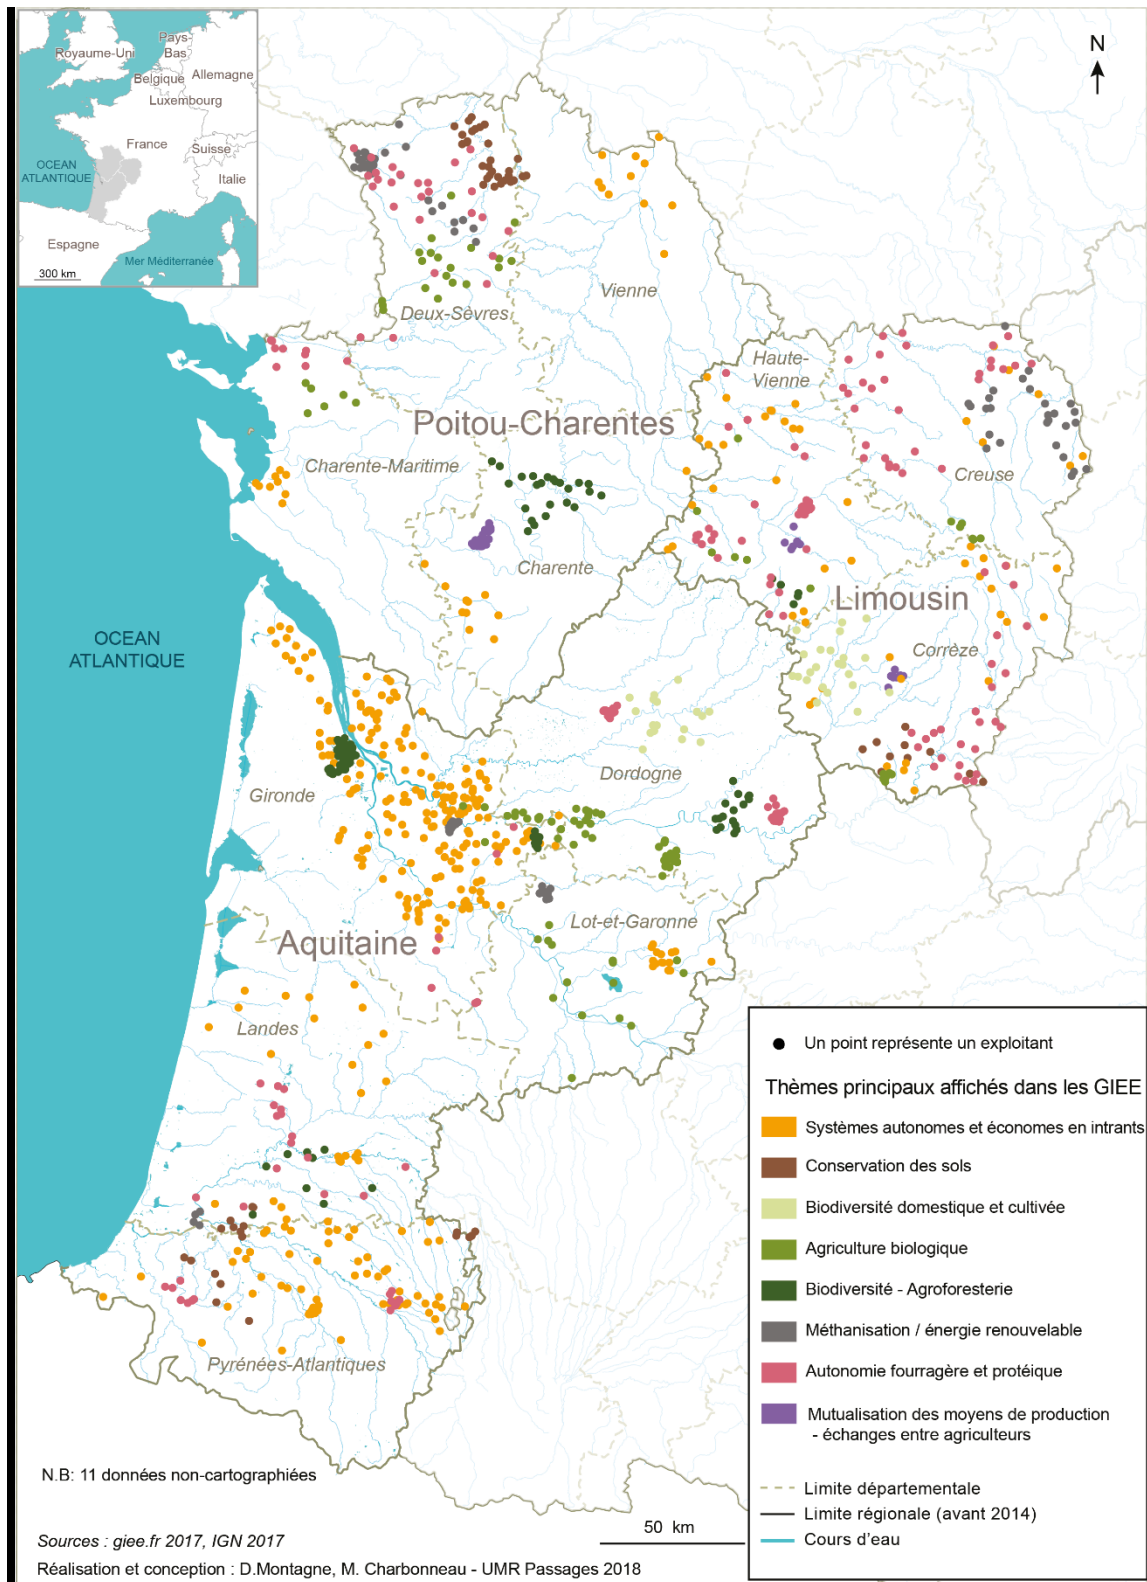 Royaume-Uni
Pays-
Bas
Belgique
Allemagne
Luxembourg
France
Suisse
OCEAN
ATLANTIQUE
Italie
Espagne
Mer Méditerranée
300 km
N
Vienne
Deux-Sèvres
Haute-
Vienne
Poitou-Charentes
Charente-Maritime
Creuse
Charente
Limousin
OCEAN
ATLANTIQUE
Corrèze
Dordogne
Gironde
Lot-et-Garonne
Aquitaine
Landes
Pyrénées-Atlantiques
Un point représente un exploitant
Thèmes principaux affichés dans les GIEE
Systèmes autonomes et économes en intrants
Conservation des sols
Biodiversité domestique et cultivée
Agriculture biologique
Biodiversité - Agroforesterie
Méthanisation / énergie renouvelable
Autonomie fourragère et protéique
Mutualisation des moyens de production
- échanges entre agriculteurs
Limite départementale
Limite régionale (avant 2014)
Cours d'eau
N.B: 11 données non-cartographiées
50 km
Sources : giee.fr 2017, IGN 2017
Réalisation et conception : D.Montagne, M. Charbonneau - UMR Passages 2018